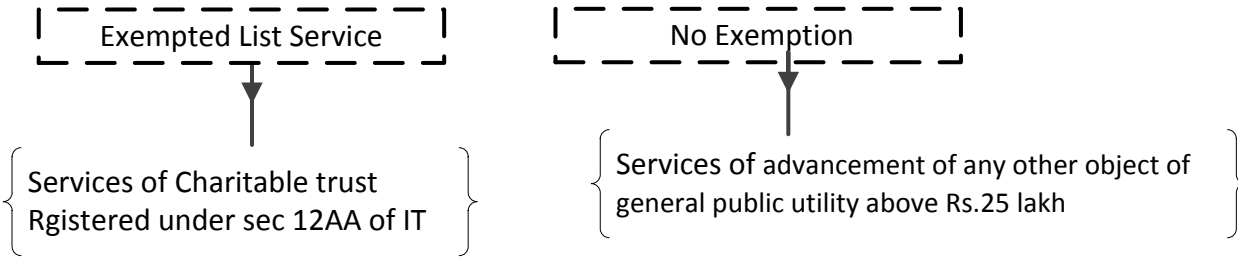 Exempted List Service
No Exemption
Services of Charitable trust
Rgistered under sec 12AA of IT
Services of advancement of any other object of
general public utility above Rs.25 lakh